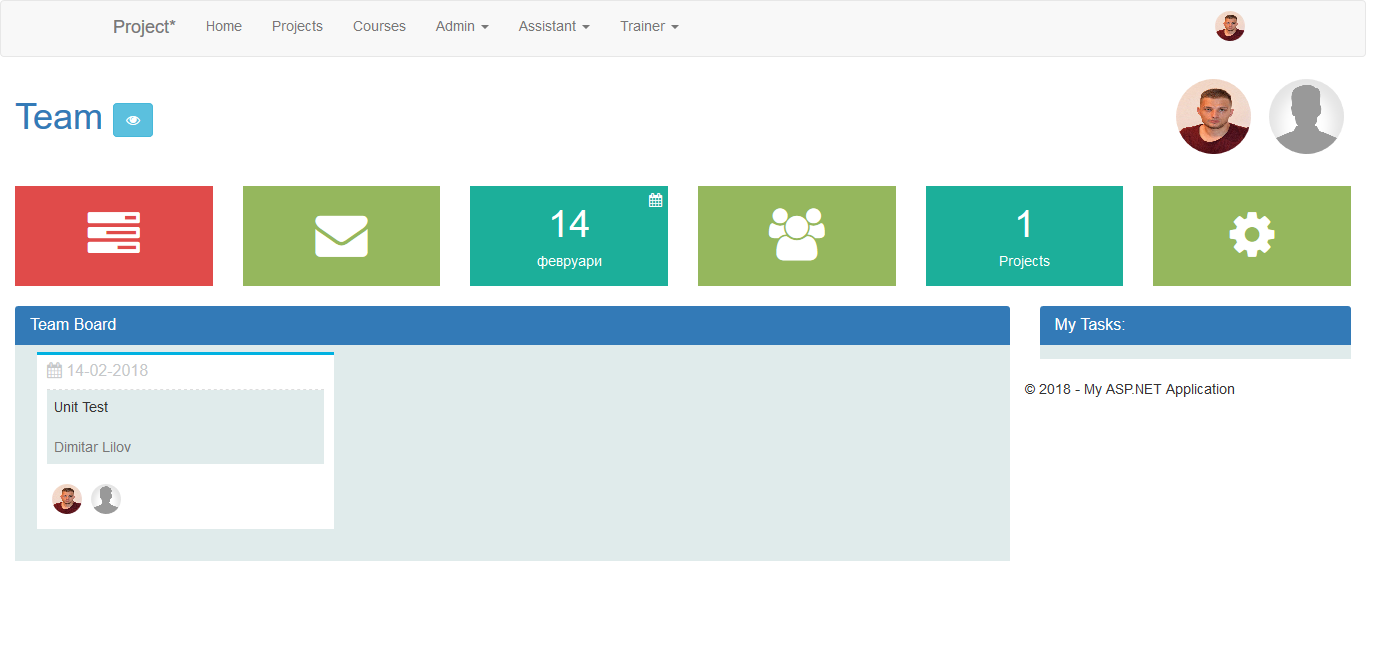 Project* Home Projects Courses Admin Assistant Trainer
Team
14
февруари
1
Projects
Team Board
My Tasks:
14-02-2018
Unit Test
Dimitar Lilov
© 2018 - My ASP.NET Application